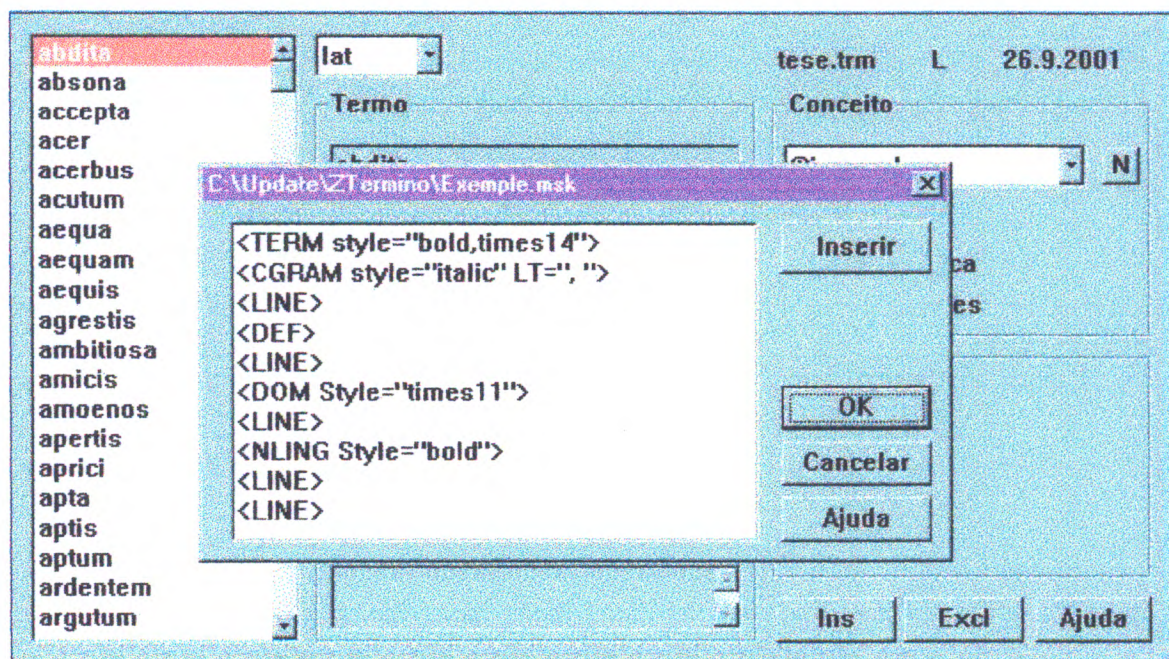 abdita
absona
accepta
acer
acerbus
acutum
aequa
aequam
aequis
agrestis
ambitiosa
amicis
amoenos
apertis
aprici
apta
aptis
aptum
ardentem
argutum
lat
tese.trm L 26.9.2001
Termo
Conceito
abdita
N
C:\Update\ZTermino\Exemple.msk
<TERM style="bold,times14">
<CGRAM style="italic" LT=", ">
<LINE>
<DEF>
<LINE>
<DOM Style="times11">
<LINE>
<NLING Style="bold">
<LINE>
<LINE>
Inserir
OK
Cancelar
Ajuda
ca
es
Ins Excl Ajuda